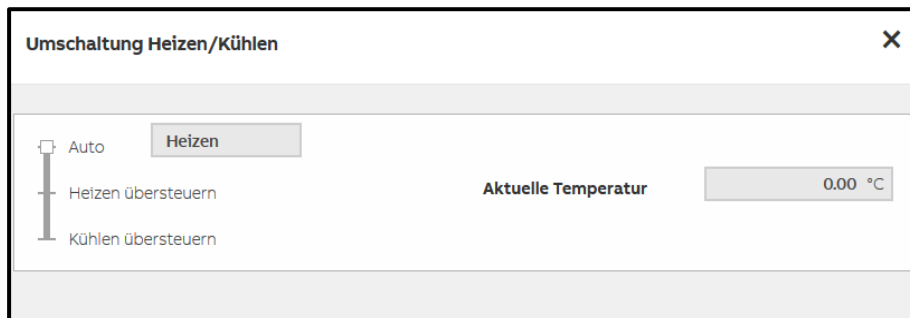 Umschaltung Heizen/Kühlen
Auto Heizen
Heizen übersteuern
Aktuelle Temperatur 0.00 °C
Kühlen übersteuern